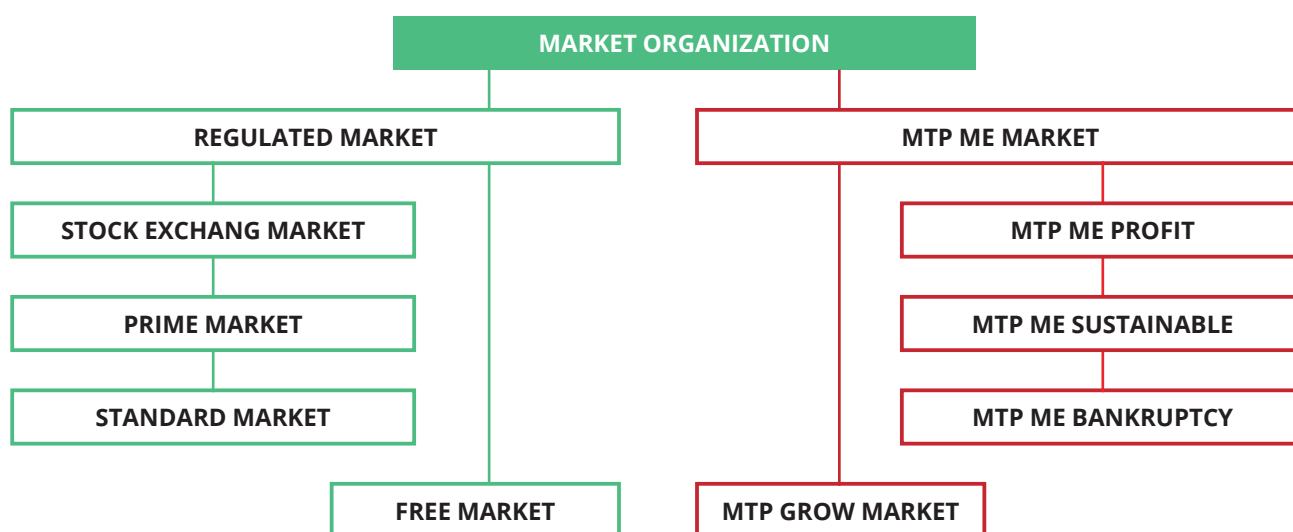 MARKET ORGANIZATION
REGULATED MARKET
MTP ME MARKET
STOCK EXCHANG MARKET
MTP ME PROFIT
PRIME MARKET
MTP ME SUSTAINABLE
STANDARD MARKET
MTP ME BANKRUPTCY
FREE MARKET
MTP GROW MARKET